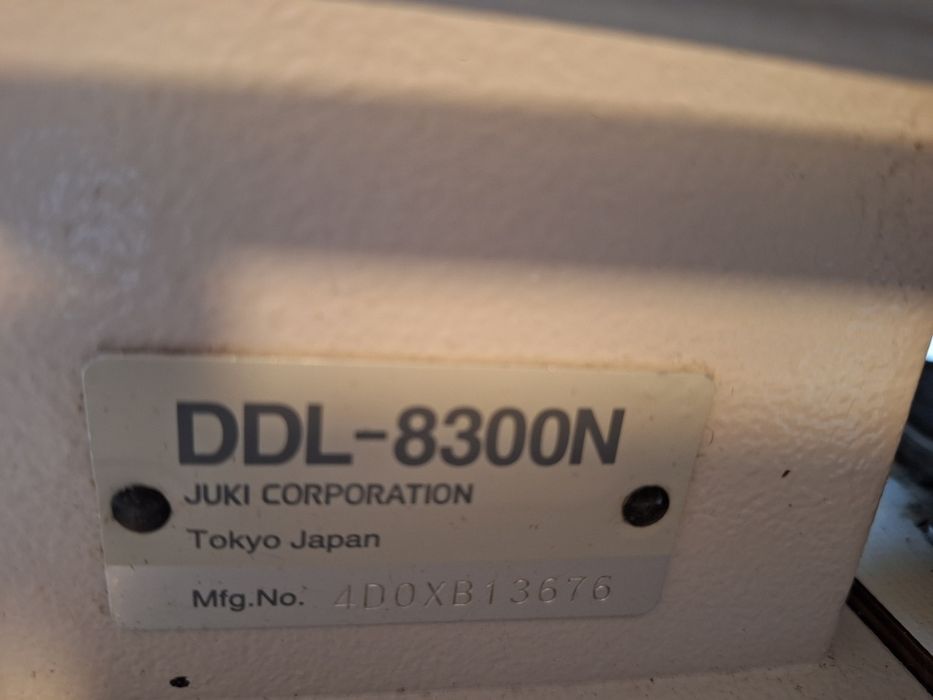 DDL-8300N
JUKI CORPORATION
Tokyo Japan
Mfg.No. 4D0XB13676